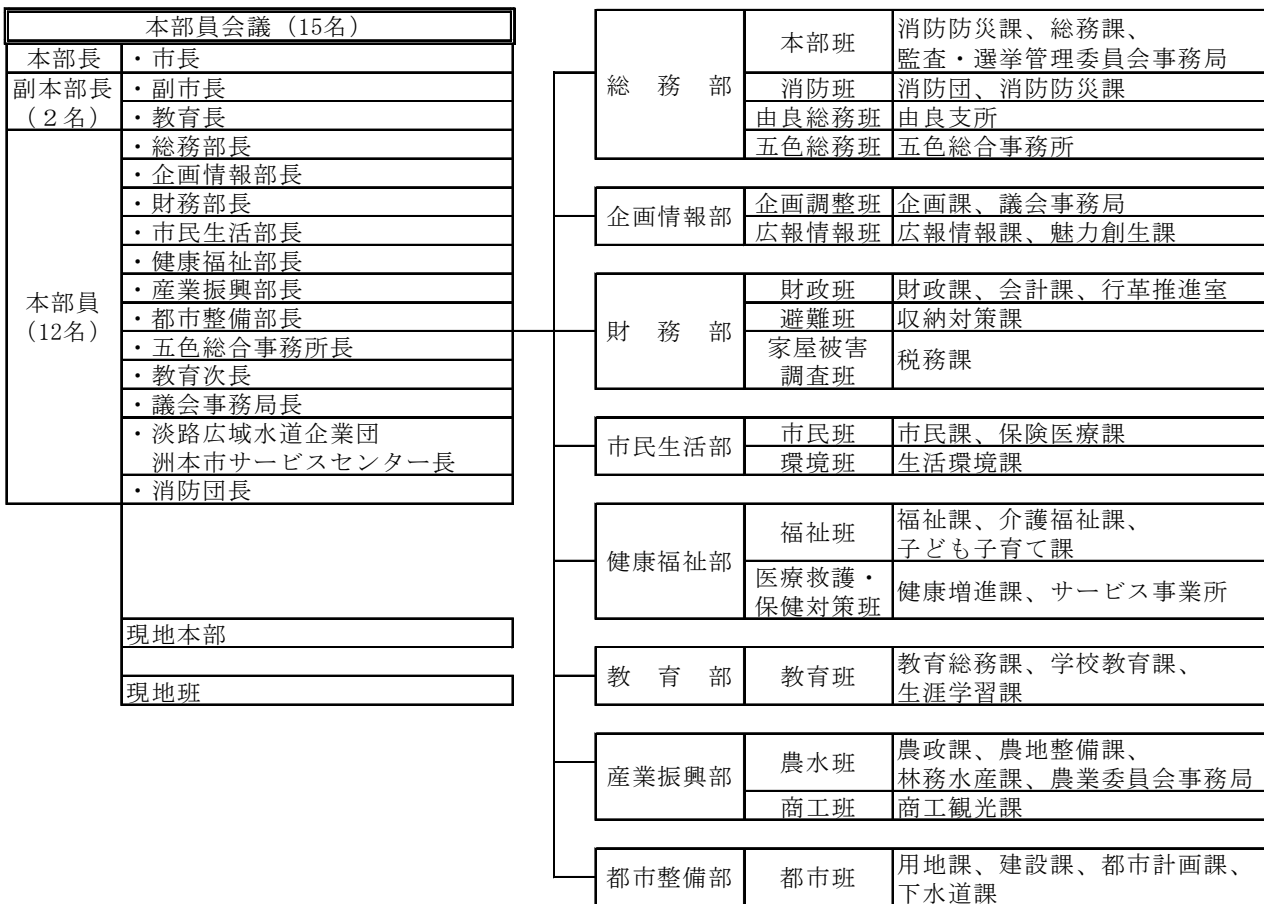 本部員会議（15名）
本部長
・市長
副本部長
（２名）
・副市長
・教育長
本部員
（12名）
・総務部長
・企画情報部長
・財務部長
・市民生活部長
・健康福祉部長
・産業振興部長
・都市整備部長
・五色総合事務所長
・教育次長
・議会事務局長
・淡路広域水道企業団
洲本市サービスセンター長
・消防団長
現地本部
現地班
総　務　部
本部班
消防防災課、総務課、
監査・選挙管理委員会事務局
消防班
消防団、消防防災課
由良総務班
由良支所
五色総務班
五色総合事務所
企画情報部
企画調整班
企画課、議会事務局
広報情報班
広報情報課、魅力創生課
財　務　部
財政班
財政課、会計課、行革推進室
避難班
収納対策課
家屋被害
調査班
税務課
市民生活部
市民班
市民課、保険医療課
環境班
生活環境課
健康福祉部
福祉班
福祉課、介護福祉課、
子ども子育て課
医療救護・
保健対策班
健康増進課、サービス事業所
教　育　部
教育班
教育総務課、学校教育課、
生涯学習課
産業振興部
農水班
農政課、農地整備課、
林務水産課、農業委員会事務局
商工班
商工観光課
都市整備部
都市班
用地課、建設課、都市計画課、
下水道課